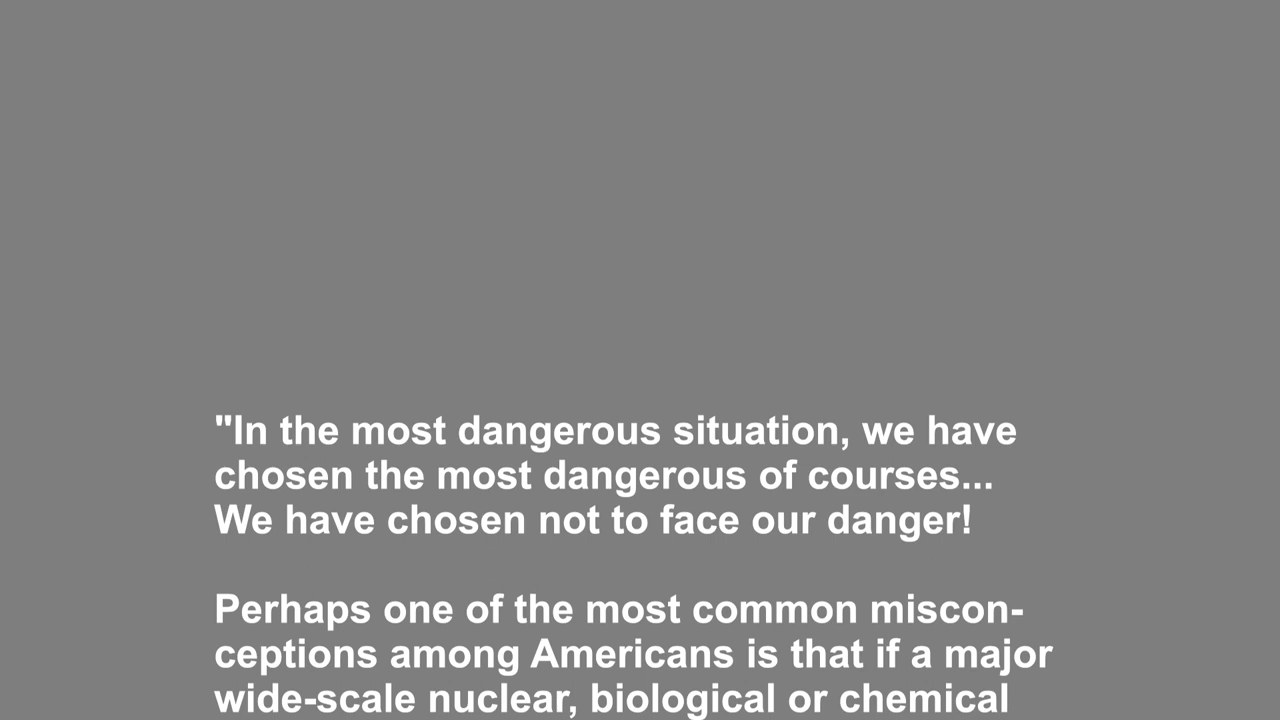 "In the most dangerous situation, we have
chosen the most dangerous of courses...
We have chosen not to face our danger!
Perhaps one of the most common miscon-
ceptions among Americans is that if a major
wide-scale nuclear, biological or chemical